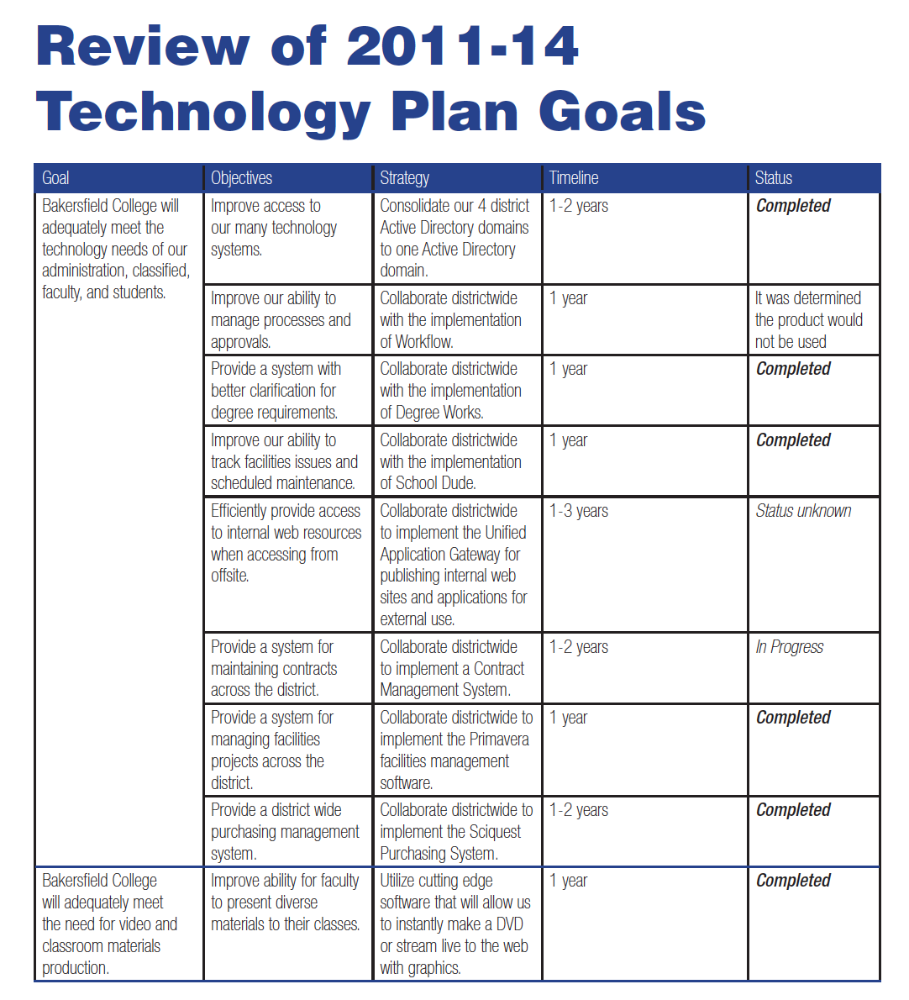 Review of 2011-14
Technology Plan Goals
Goal Objectives Strategy Timeline Status
Bakersfield College will
adequately meet the
technology needs of our
administration, classified,
faculty, and students.
Improve access to
our many technology
systems.
Consolidate our 4 district
Active Directory domains
to one Active Directory
domain.
1-2 years
Completed
Improve our ability to
manage processes and
approvals.
Collaborate districtwide
with the implementation
of Workflow.
1 year
It was determined
the product would
not be used
Provide a system with
better clarification for
degree requirements.
Collaborate districtwide
with the implementation
of Degree Works.
1 year
Completed
Improve our ability to
track facilities issues and
scheduled maintenance.
Collaborate districtwide
with the implementation
of School Dude.
1 year
Completed
Efficiently provide access
to internal web resources
when accessing from
offsite.
Collaborate districtwide
to implement the Unified
Application Gateway for
publishing internal web
sites and applications for
external use.
1-3 years
Status unknown
Provide a system for
maintaining contracts
across the district.
Collaborate districtwide
to implement a Contract
Management System.
1-2 years
In Progress
Provide a system for
managing facilities
projects across the
district.
Collaborate districtwide to
implement the Primavera
facilities management
software.
1 year
Completed
Provide a district wide
purchasing management
system.
Collaborate districtwide to
implement the Sciquest
Purchasing System.
1-2 years
Completed
Bakersfield College
will adequately meet
the need for video and
classroom materials
production.
Improve ability for faculty
to present diverse
materials to their classes.
Utilize cutting edge
software that will allow us
to instantly make a DVD
or stream live to the web
with graphics.
1 year
Completed